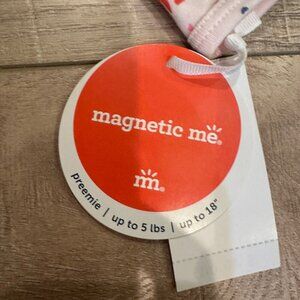 magnetic me®
m®
preemie | up to 5 lbs | up to 18"